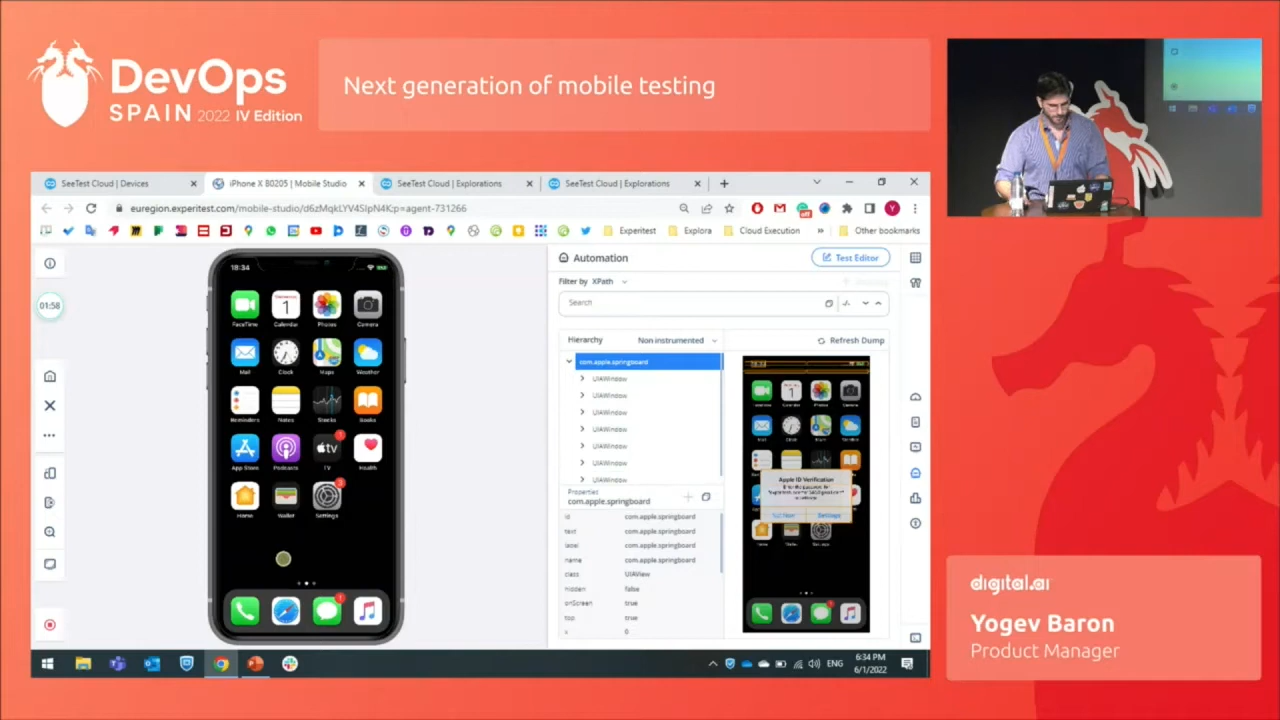 DevOps
SPAIN 2022 IV Edition
Next generation of mobile testing
SeeTest Cloud | Devices
iPhone X 80205 | Mobile Studio
SeeTest Cloud | Explorations
SeeTest Cloud | Explorations
euregion.experitest.com/mobile-studio/d6zMqkLYV4SIpN4K;p=agent-731266
Experitest
Explora
Cloud Execution
Other bookmarks
01:58
18:34
FaceTime
Calendar
Photos
Camera
1
Mail
Clock
Maps
Weather
Reminders
Notes
Stocks
Books
tv
App Store
Podcasts
TV
Health
Home
Wallet
Settings
Automation
Test Editor
Filter by XPath
Search
Hierarchy
Non instrumented
Refresh Dump
com.apple.springboard
UIAWindow
UIAWindow
UIAWindow
UIAWindow
UIAWindow
UIAWindow
UIAWindow
Properties
com.apple.springboard
id com.apple.springboard
text com.apple.springboard
label com.apple.springboard
name com.apple.springboard
class UIAView
hidden false
onScreen true
top true
x 0
Apple ID Verification
Not Now
Settings
ENG
6:34 PM
6/1/2022
digital.ai
Yogev Baron
Product Manager